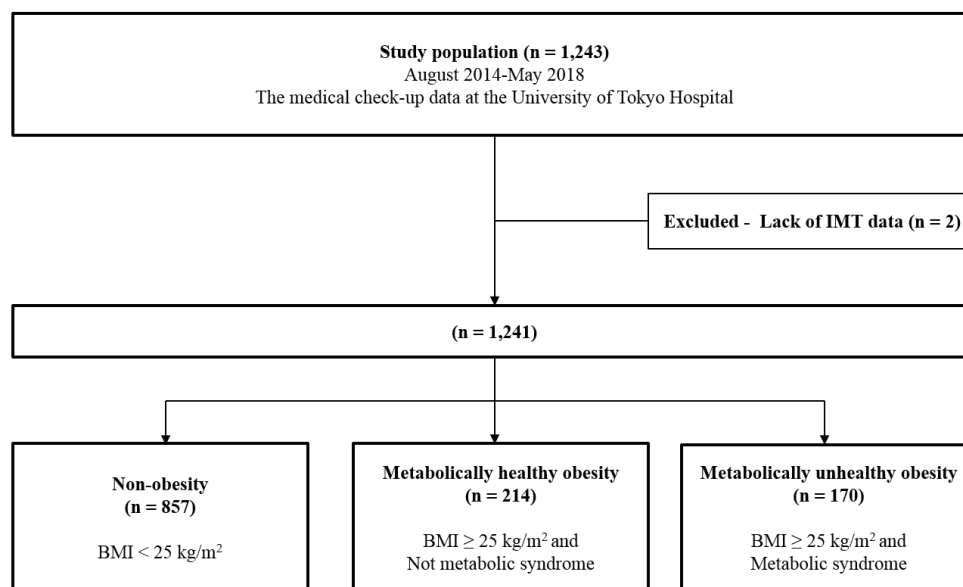 Study population (n = 1,243)
August 2014-May 2018
The medical check-up data at the University of Tokyo Hospital
Excluded -  Lack of IMT data (n = 2)
(n = 1,241)
Non-obesity
(n = 857)
BMI < 25 kg/m²
Metabolically healthy obesity
(n = 214)
BMI ≥ 25 kg/m² and
Not metabolic syndrome
Metabolically unhealthy obesity
(n = 170)
BMI ≥ 25 kg/m² and
Metabolic syndrome